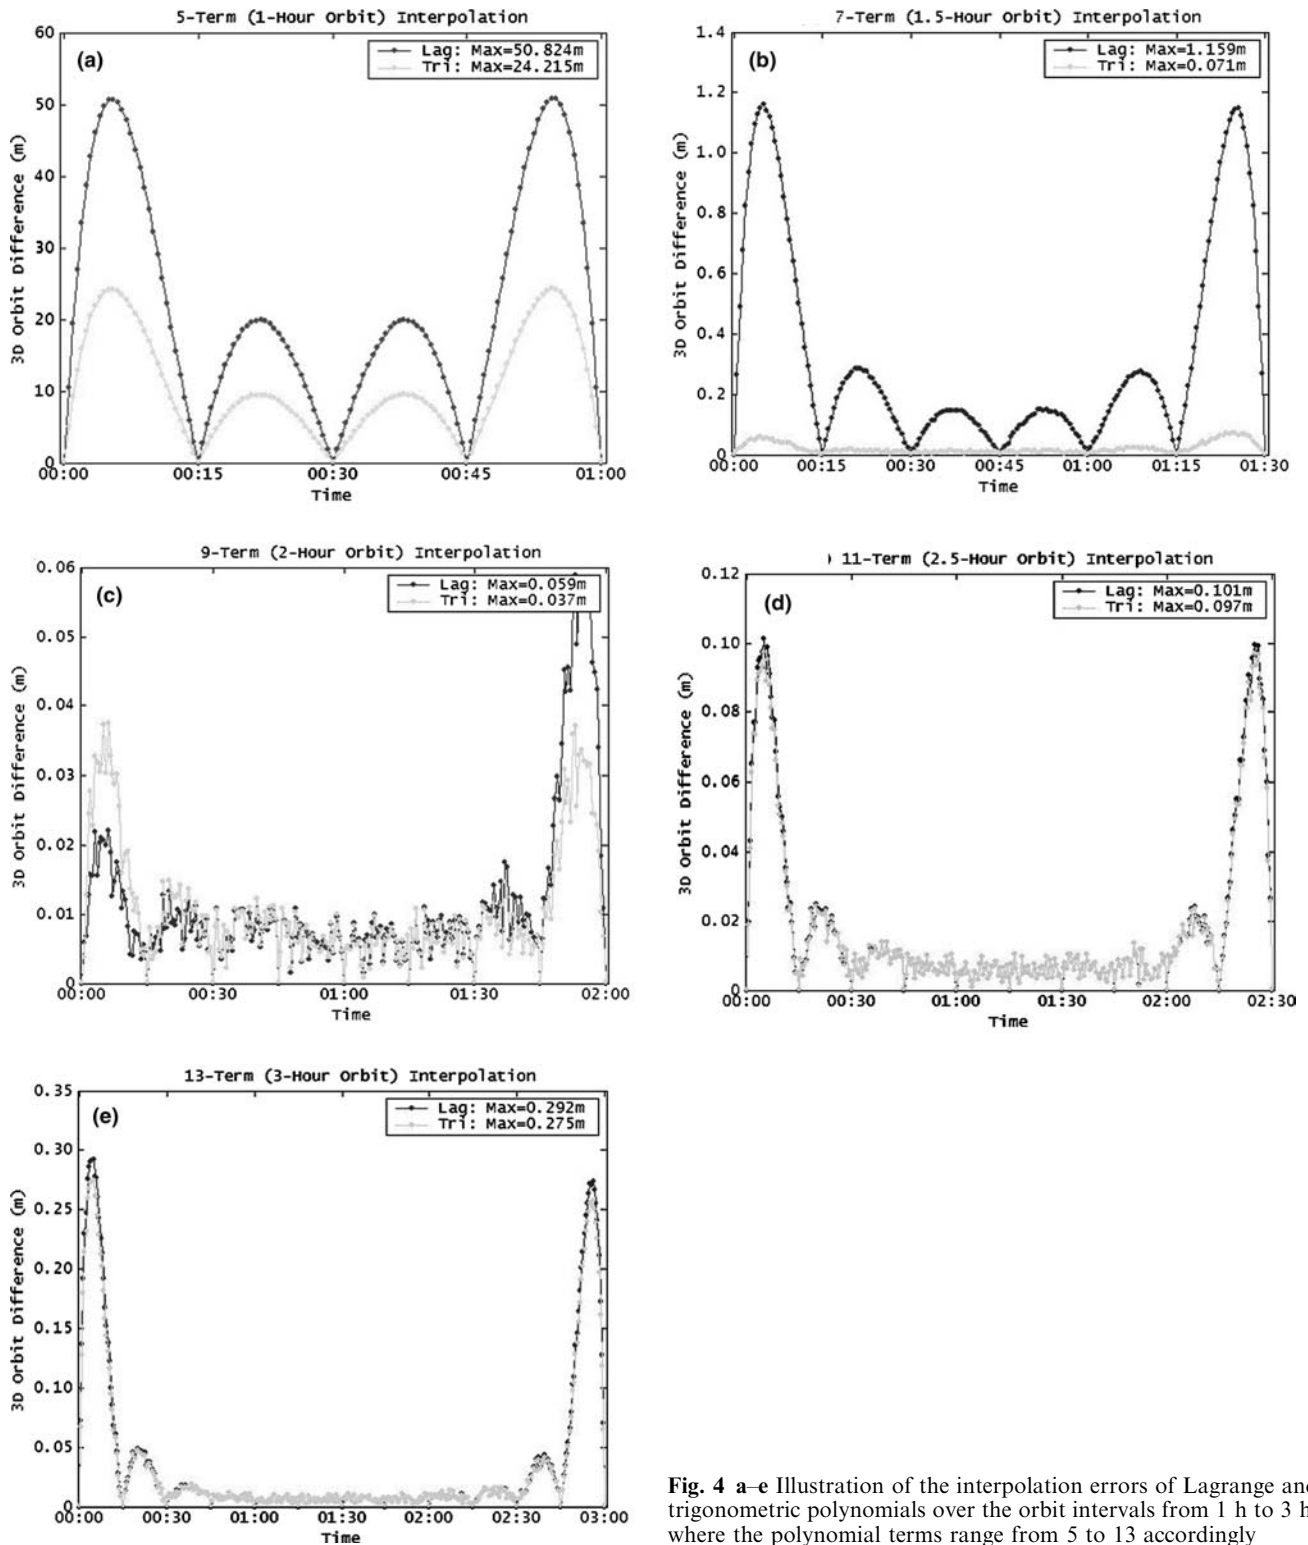 5-Term (1-Hour Orbit) Interpolation
(a)
Lag: Max=50.824m
Tri: Max=24.215m
60
50
40
30
20
10
0
3D Orbit Difference (m)
00:00 00:15 00:30 00:45 01:00
Time
7-Term (1.5-Hour Orbit) Interpolation
(b)
Lag: Max=1.159m
Tri: Max=0.071m
1.4
1.2
1.0
0.8
0.6
0.4
0.2
0
3D Orbit Difference (m)
00:00 00:15 00:30 00:45 01:00 01:15 01:30
Time
9-Term (2-Hour Orbit) Interpolation
(c)
Lag: Max=0.059m
Tri: Max=0.037m
0.06
0.05
0.04
0.03
0.02
0.01
0
3D Orbit Difference (m)
00:00 00:30 01:00 01:30 02:00
Time
) 11-Term (2.5-Hour Orbit) Interpolation
(d)
Lag: Max=0.101m
Tri: Max=0.097m
0.12
0.10
0.08
0.06
0.04
0.02
0
3D Orbit Difference (m)
00:00 00:30 01:00 01:30 02:00 02:30
Time
13-Term (3-Hour Orbit) Interpolation
(e)
Lag: Max=0.292m
Tri: Max=0.275m
0.35
0.30
0.25
0.20
0.15
0.10
0.05
0
3D Orbit Difference (m)
00:00 00:30 01:00 01:30 02:00 02:30 03:00
Time
Fig. 4 a–e Illustration of the interpolation errors of Lagrange and
trigonometric polynomials over the orbit intervals from 1 h to 3 h
where the polynomial terms range from 5 to 13 accordingly